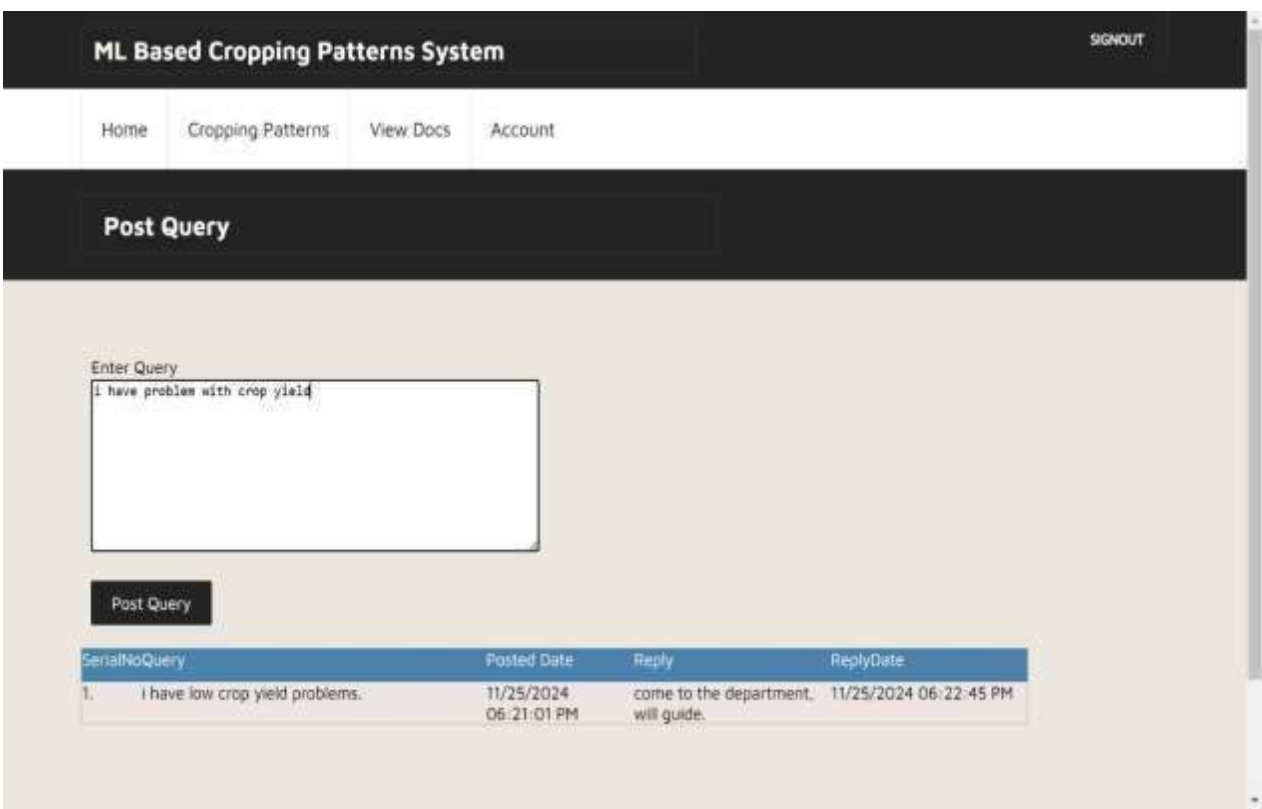 ML Based Cropping Patterns System
SIGNOUT
Home Cropping Patterns View Docs Account
Post Query
Enter Query
i have problem with crop yield
Post Query
SerialNoQuery Posted Date Reply ReplyDate
1. i have low crop yield problems. 11/25/2024 come to the department, 11/25/2024 06:22:45 PM
06:21:01 PM will guide.